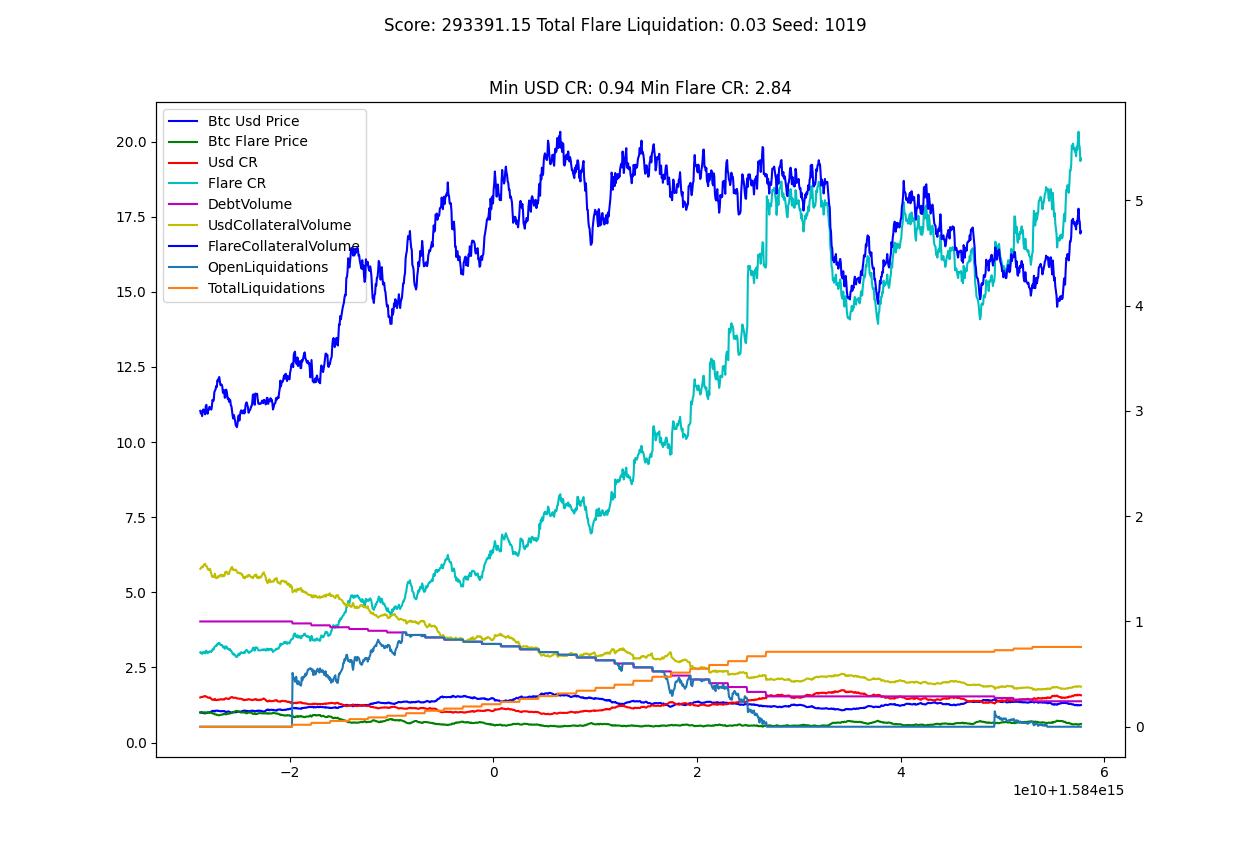 Score: 293391.15 Total Flare Liquidation: 0.03 Seed: 1019
Min USD CR: 0.94 Min Flare CR: 2.84
Btc Usd Price
Btc Flare Price
Usd CR
Flare CR
DebtVolume
UsdCollateralVolume
FlareCollateralVolume
OpenLiquidations
TotalLiquidations
20.0
17.5
15.0
12.5
10.0
7.5
5.0
2.5
0.0
5
4
3
2
1
0
−2
0
2
4
6
1e10+1.584e15